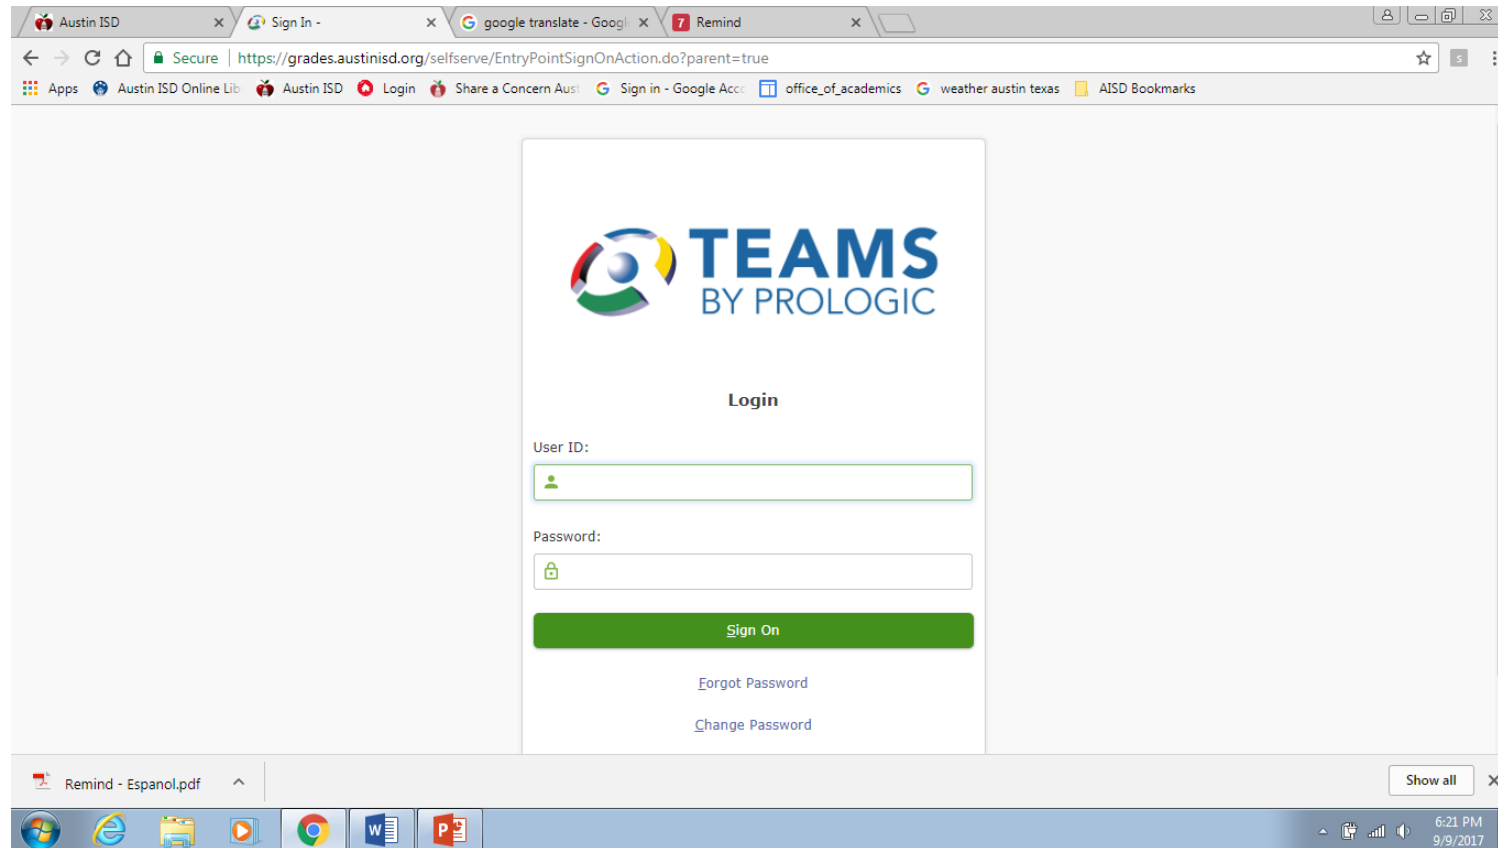 Austin ISD
Sign In -
google translate - Googl
7 Remind
Secure https://grades.austinisd.org/selfserve/EntryPointSignOnAction.do?parent=true
S
Apps Austin ISD Online Lib Austin ISD Login Share a Concern Aust Sign in - Google Acco office_of_academics weather austin texas AISD Bookmarks
TEAMS
BY PROLOGIC
Login
User ID:
Password:
Sign On
Forgot Password
Change Password
Remind - Espanol.pdf
Show all
6:21 PM
9/9/2017